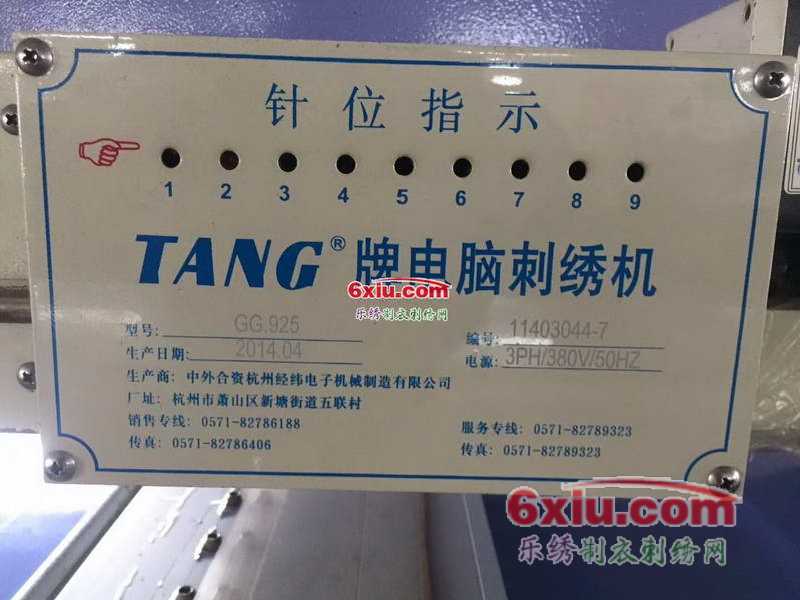 针位指示
1 2 3 4 5 6 7 8 9
TANG® 牌电脑刺绣机
6xiu.com
乐绣制衣刺绣网
型号: GG.925 编号: 11403044-7
生产日期: 2014.04 电源: 3PH/380V/50HZ
生产商: 中外合资杭州经纬电子机械制造有限公司
厂址: 杭州市萧山区新塘街道五联村
销售专线: 0571-82786188 服务专线: 0571-82789323
传真: 0571-82786406 传真: 0571-82789323
6xiu.com
乐绣制衣刺绣网